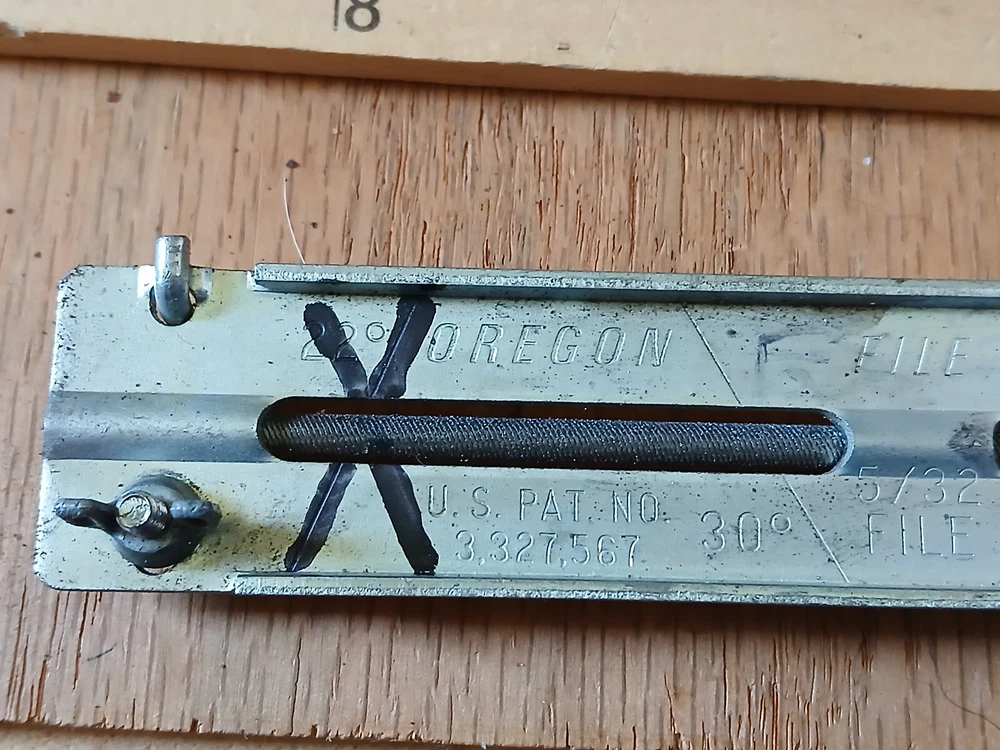 18
22° OREGON
FILE
U. S. PAT. NO.
3,327,567
30°
5/32
FILE